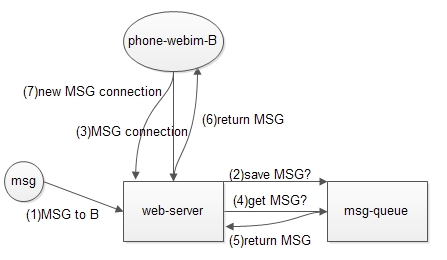 phone-webim-B
(7)new MSG connection
(6)return MSG
(3)MSG connection
msg
(2)save MSG?
(1)MSG to B
web-server
(4)get MSG?
msg-queue
(5)return MSG